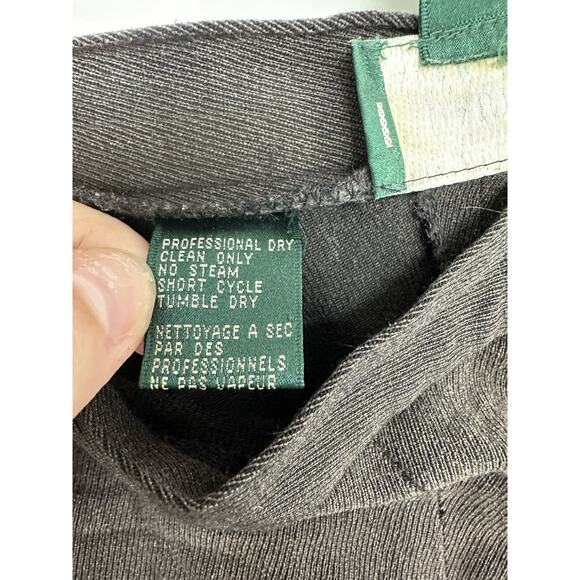 PROFESSIONAL DRY
CLEAN ONLY
NO STEAM
SHORT CYCLE
TUMBLE DRY
NETTOYAGE A SEC
PAR DES
PROFESSIONNELS
NE PAS VAPEUR